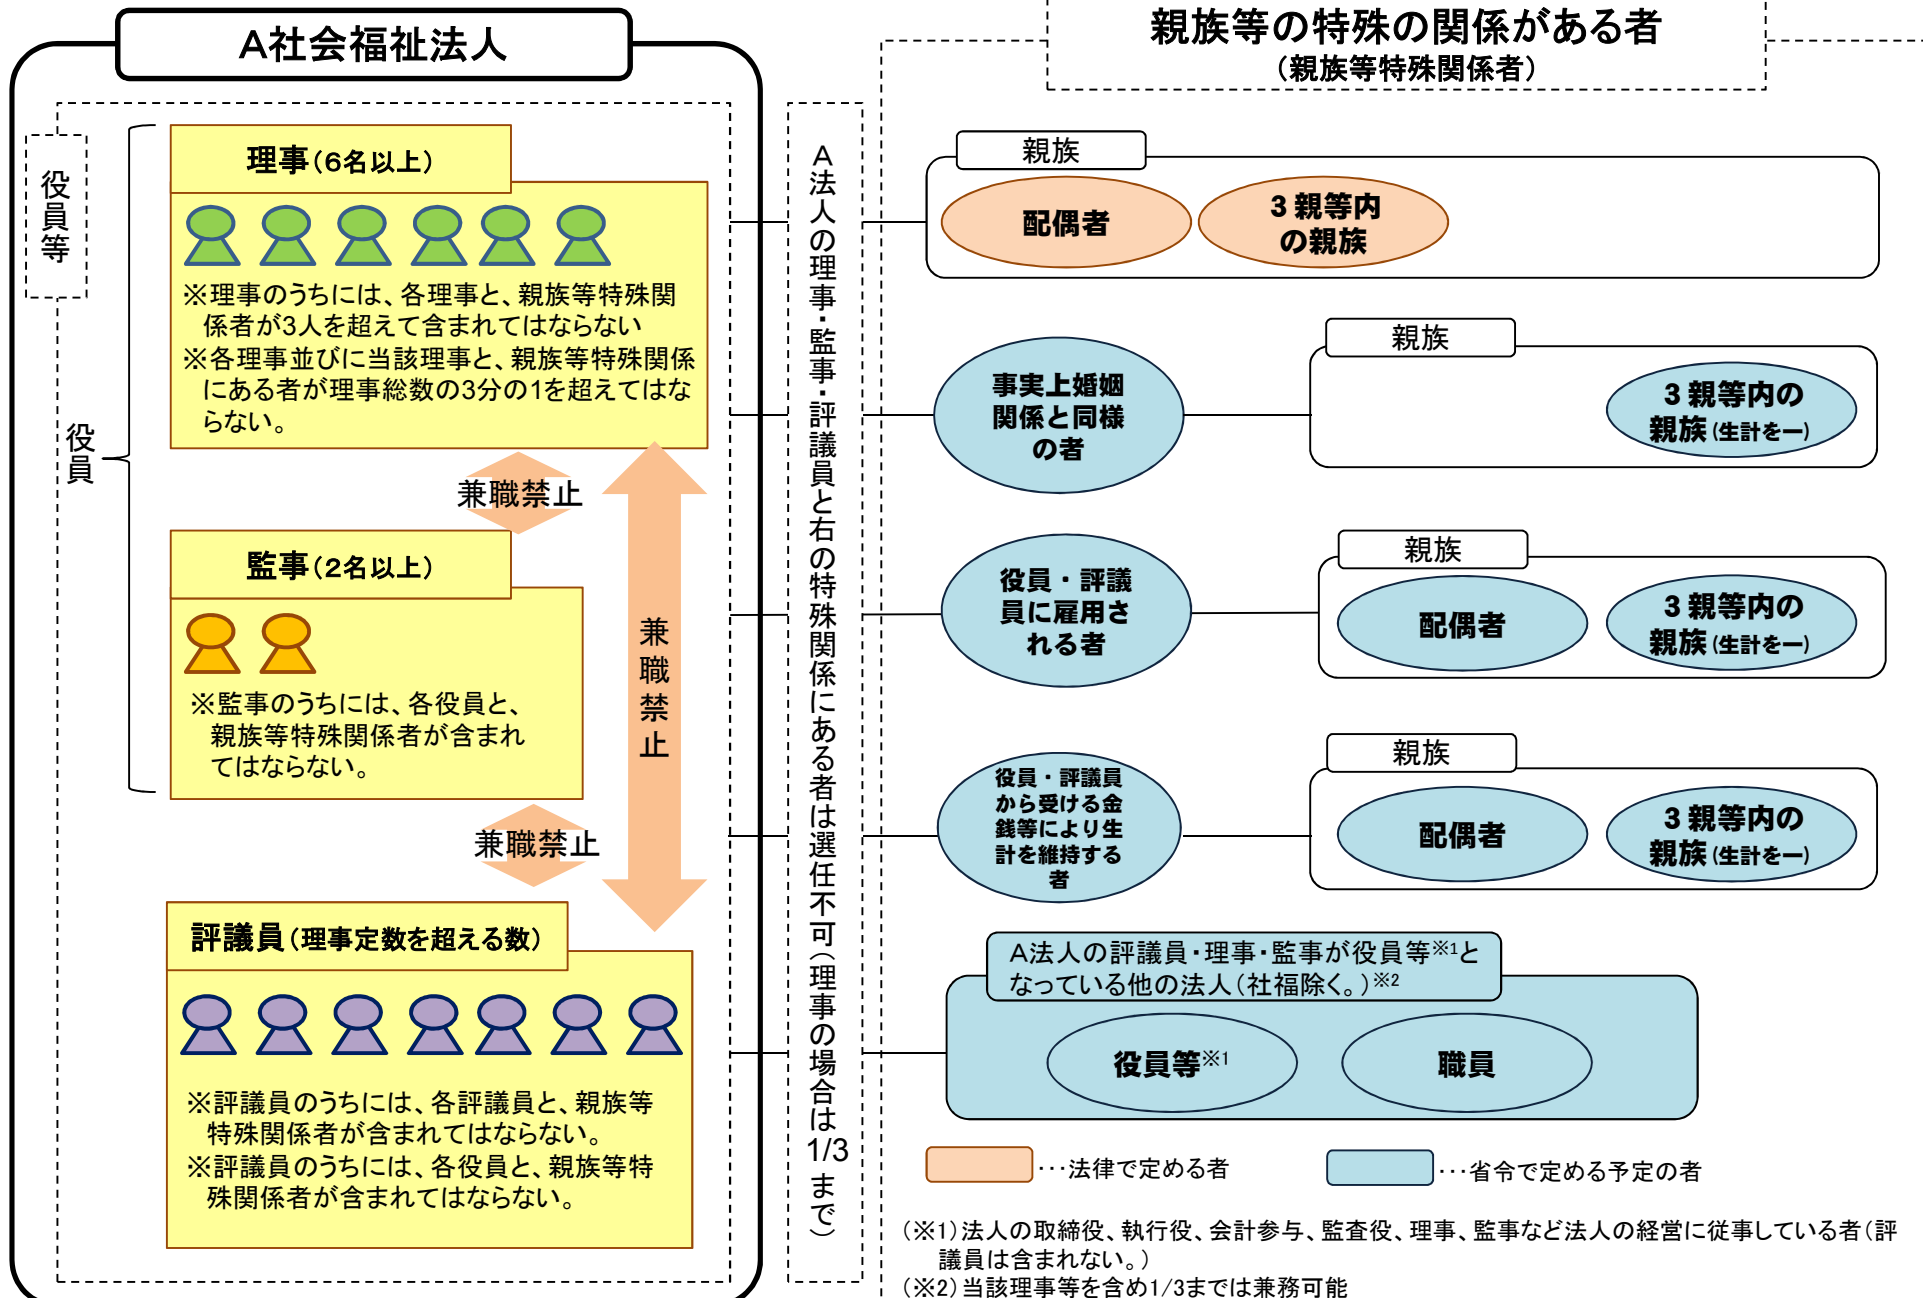 A社会福祉法人
役員等
役員
理事（6名以上）
※理事のうちには、各理事と、親族等特殊関
係者が3人を超えて含まれてはならない
※各理事並びに当該理事と、親族等特殊関係
にある者が理事総数の3分の1を超えてはな
らない。
兼職禁止
監事（2名以上）
※監事のうちには、各役員と、
親族等特殊関係者が含まれ
てはならない。
兼職禁止
兼職禁止
評議員（理事定数を超える数）
※評議員のうちには、各評議員と、親族等
特殊関係者が含まれてはならない。
※評議員のうちには、各役員と、親族等特
殊関係者が含まれてはならない。
A法人の理事・監事・評議員と右の特殊関係にある者は選任不可（理事の場合は1/3まで）
親族等の特殊の関係がある者
（親族等特殊関係者）
親族
配偶者
3親等内
の親族
事実上婚姻
関係と同様
の者
親族
3親等内の
親族（生計を一）
役員・評議
員に雇用さ
れる者
親族
配偶者
3親等内の
親族（生計を一）
役員・評議員
から受ける金
銭等により生
計を維持する
者
親族
配偶者
3親等内の
親族（生計を一）
A法人の評議員・理事・監事が役員等※1と
なっている他の法人（社福除く。）※2
役員等※1
職員
･･･法律で定める者
･･･省令で定める予定の者
（※1）法人の取締役、執行役、会計参与、監査役、理事、監事など法人の経営に従事している者（評
議員は含まれない。）
（※2）当該理事等を含め1/3までは兼務可能